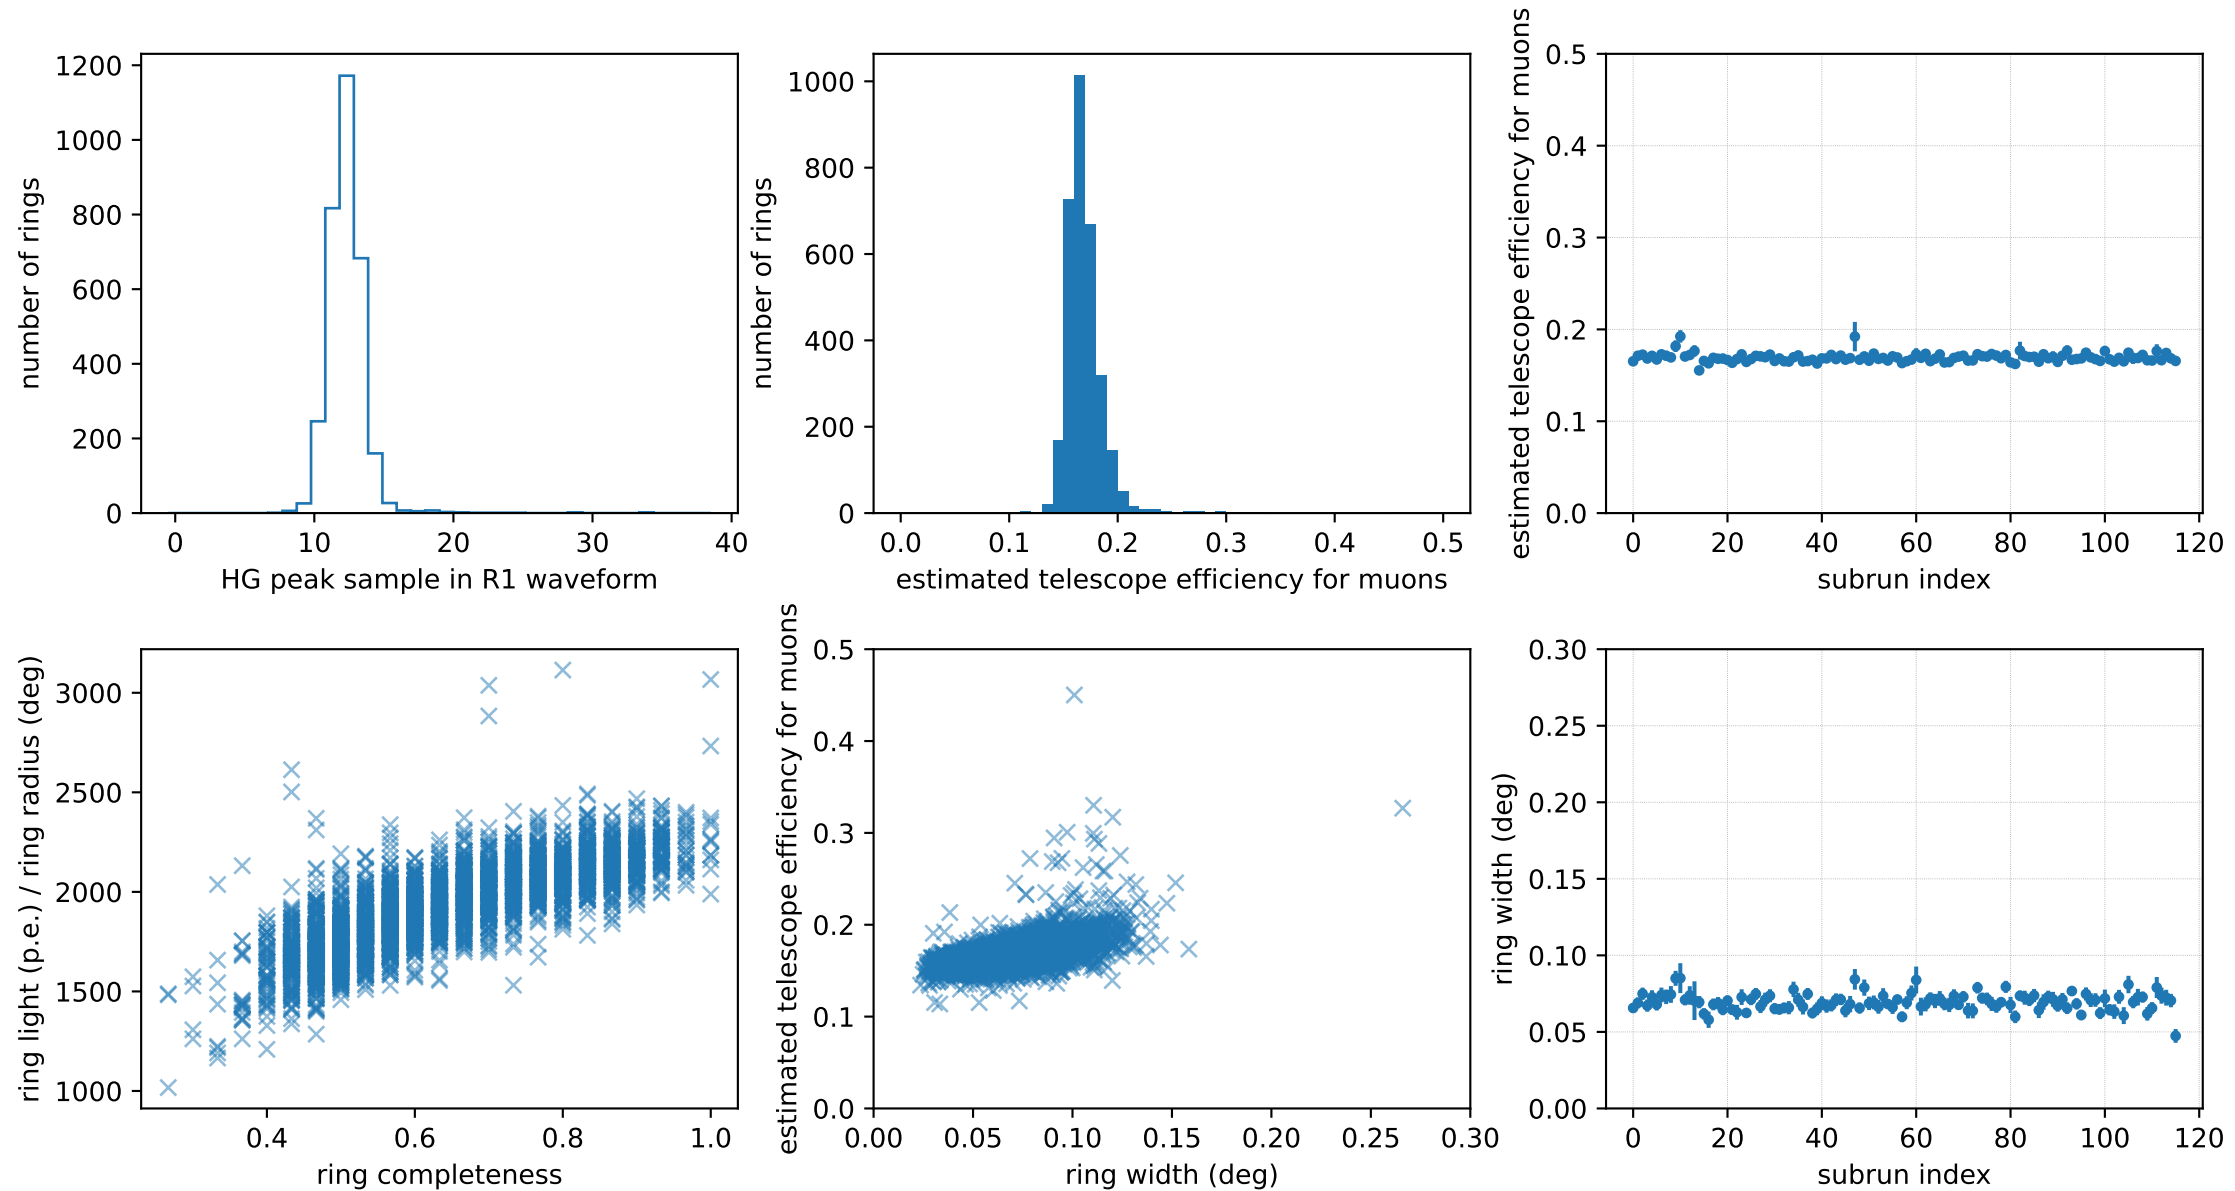 1200
1000
800
600
400
200
0
number of rings
0 10 20 30 40
HG peak sample in R1 waveform
1000
800
600
400
200
0
number of rings
0.0 0.1 0.2 0.3 0.4 0.5
estimated telescope efficiency for muons
0.5
0.4
0.3
0.2
0.1
0.0
estimated telescope efficiency for muons
0 20 40 60 80 100 120
subrun index
3000
2500
2000
1500
1000
ring light (p.e.) / ring radius (deg)
0.4 0.6 0.8 1.0
ring completeness
0.5
0.4
0.3
0.2
0.1
0.0
estimated telescope efficiency for muons
0.00 0.05 0.10 0.15 0.20 0.25 0.30
ring width (deg)
0.30
0.25
0.20
0.15
0.10
0.05
0.00
ring width (deg)
0 20 40 60 80 100 120
subrun index